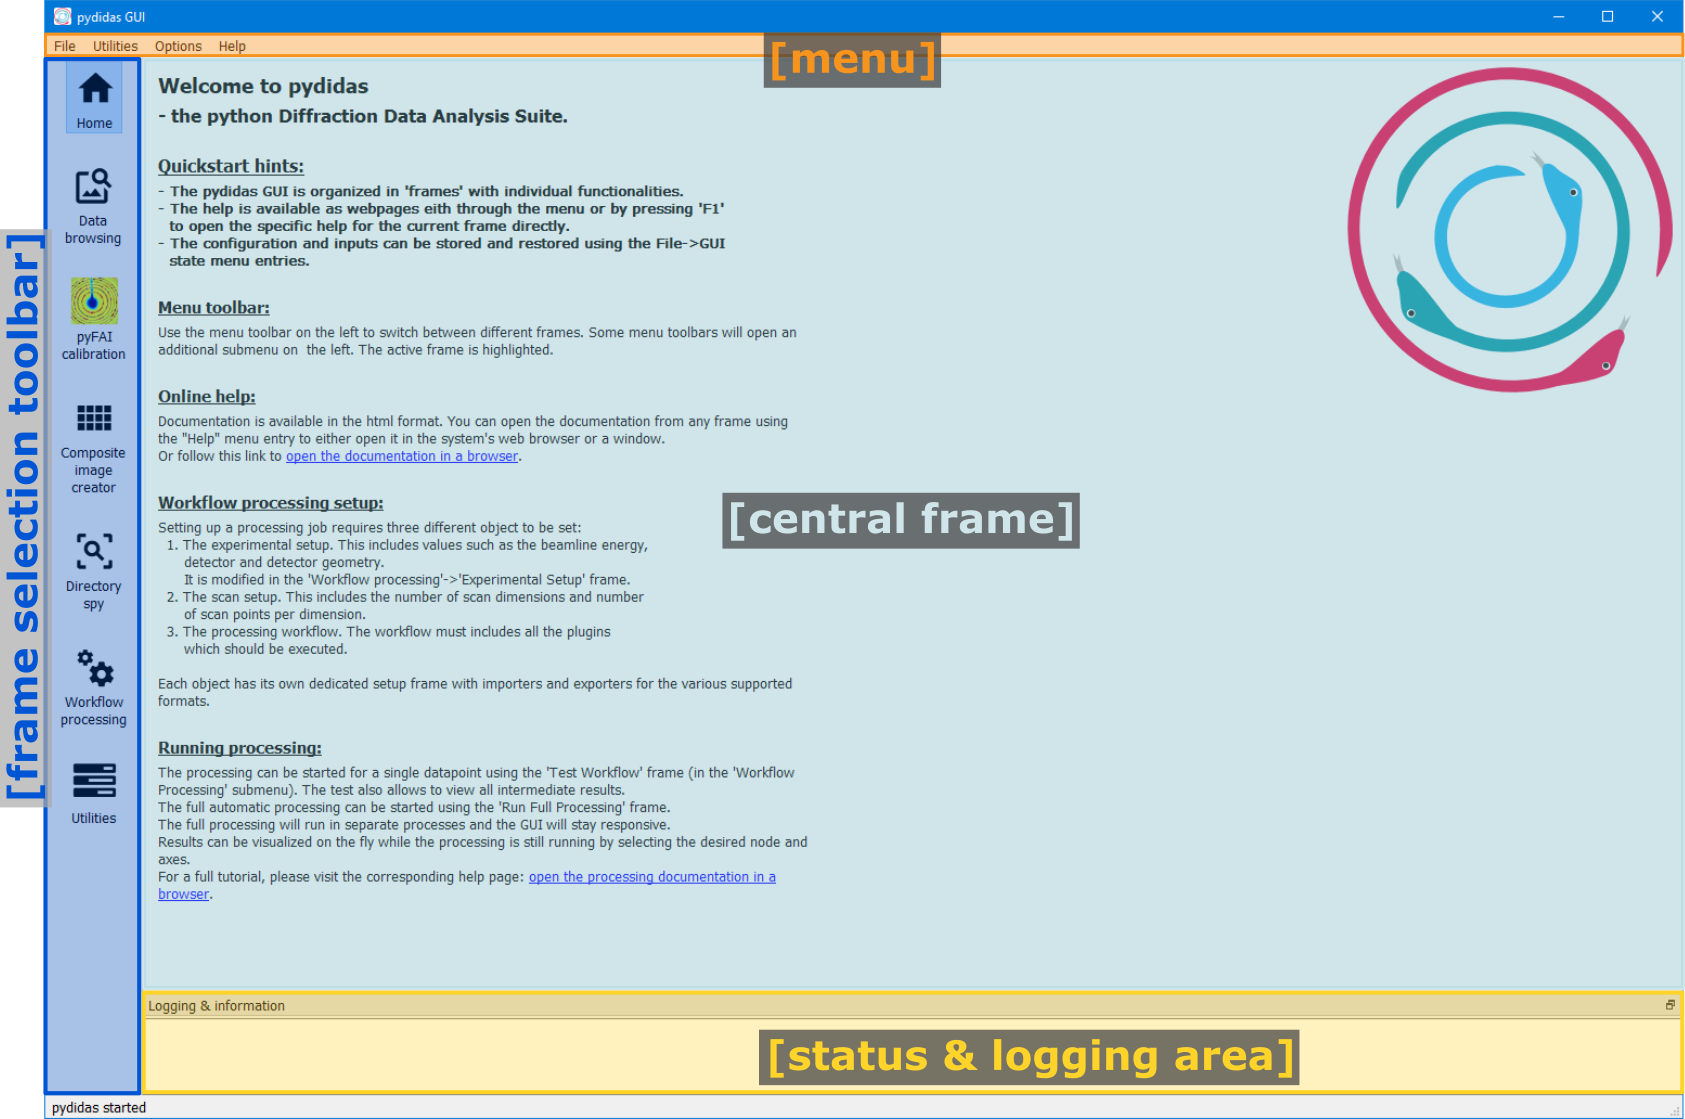 pydidas GUI
File Utilities Options Help
[menu]
[frame selection toolbar]
Home
Data
browsing
pyFAI
calibration
Composite
image
creator
Directory
spy
Workflow
processing
Utilities
Welcome to pydidas
- the python Diffraction Data Analysis Suite.
Quickstart hints:
- The pydidas GUI is organized in 'frames' with individual functionalities.
- The help is available as webpages eith through the menu or by pressing 'F1'
to open the specific help for the current frame directly.
- The configuration and inputs can be stored and restored using the File->GUI
state menu entries.
Menu toolbar:
Use the menu toolbar on the left to switch between different frames. Some menu toolbars will open an
additional submenu on the left. The active frame is highlighted.
Online help:
Documentation is available in the html format. You can open the documentation from any frame using
the "Help" menu entry to either open it in the system's web browser or a window.
Or follow this link to open the documentation in a browser.
Workflow processing setup:
Setting up a processing job requires three different object to be set:
1. The experimental setup. This includes values such as the beamline energy,
detector and detector geometry.
It is modified in the 'Workflow processing'->'Experimental Setup' frame.
2. The scan setup. This includes the number of scan dimensions and number
of scan points per dimension.
3. The processing workflow. The workflow must includes all the plugins
which should be executed.
Each object has its own dedicated setup frame with importers and exporters for the various supported
formats.
Running processing:
The processing can be started for a single datapoint using the 'Test Workflow' frame (in the 'Workflow
Processing' submenu). The test also allows to view all intermediate results.
The full automatic processing can be started using the 'Run Full Processing' frame.
The full processing will run in separate processes and the GUI will stay responsive.
Results can be visualized on the fly while the processing is still running by selecting the desired node and
axes.
For a full tutorial, please visit the corresponding help page: open the processing documentation in a
browser.
[central frame]
Logging & information
[status & logging area]
pydidas started